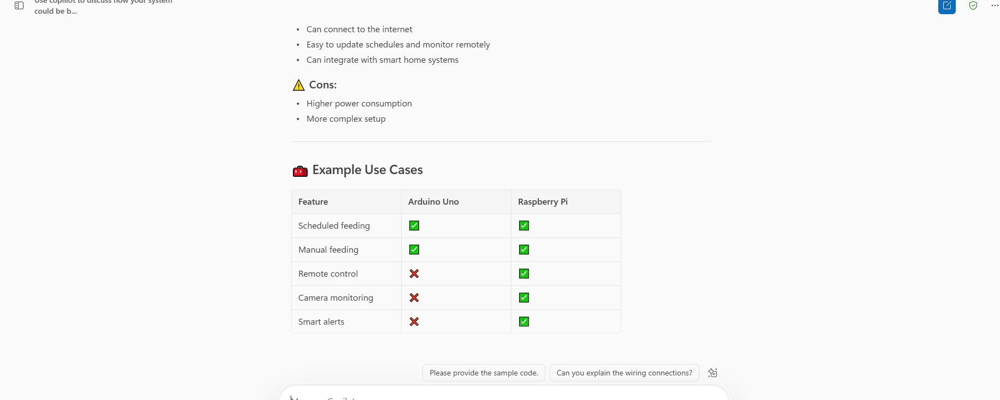 Use copilot to discuss how your system
could be b...
• Can connect to the internet
• Easy to update schedules and monitor remotely
• Can integrate with smart home systems
Cons:
• Higher power consumption
• More complex setup
Example Use Cases
Feature Arduino Uno Raspberry Pi
Scheduled feeding ✅ ✅
Manual feeding ✅ ✅
Remote control ❌ ✅
Camera monitoring ❌ ✅
Smart alerts ❌ ✅
Please provide the sample code. Can you explain the wiring connections?